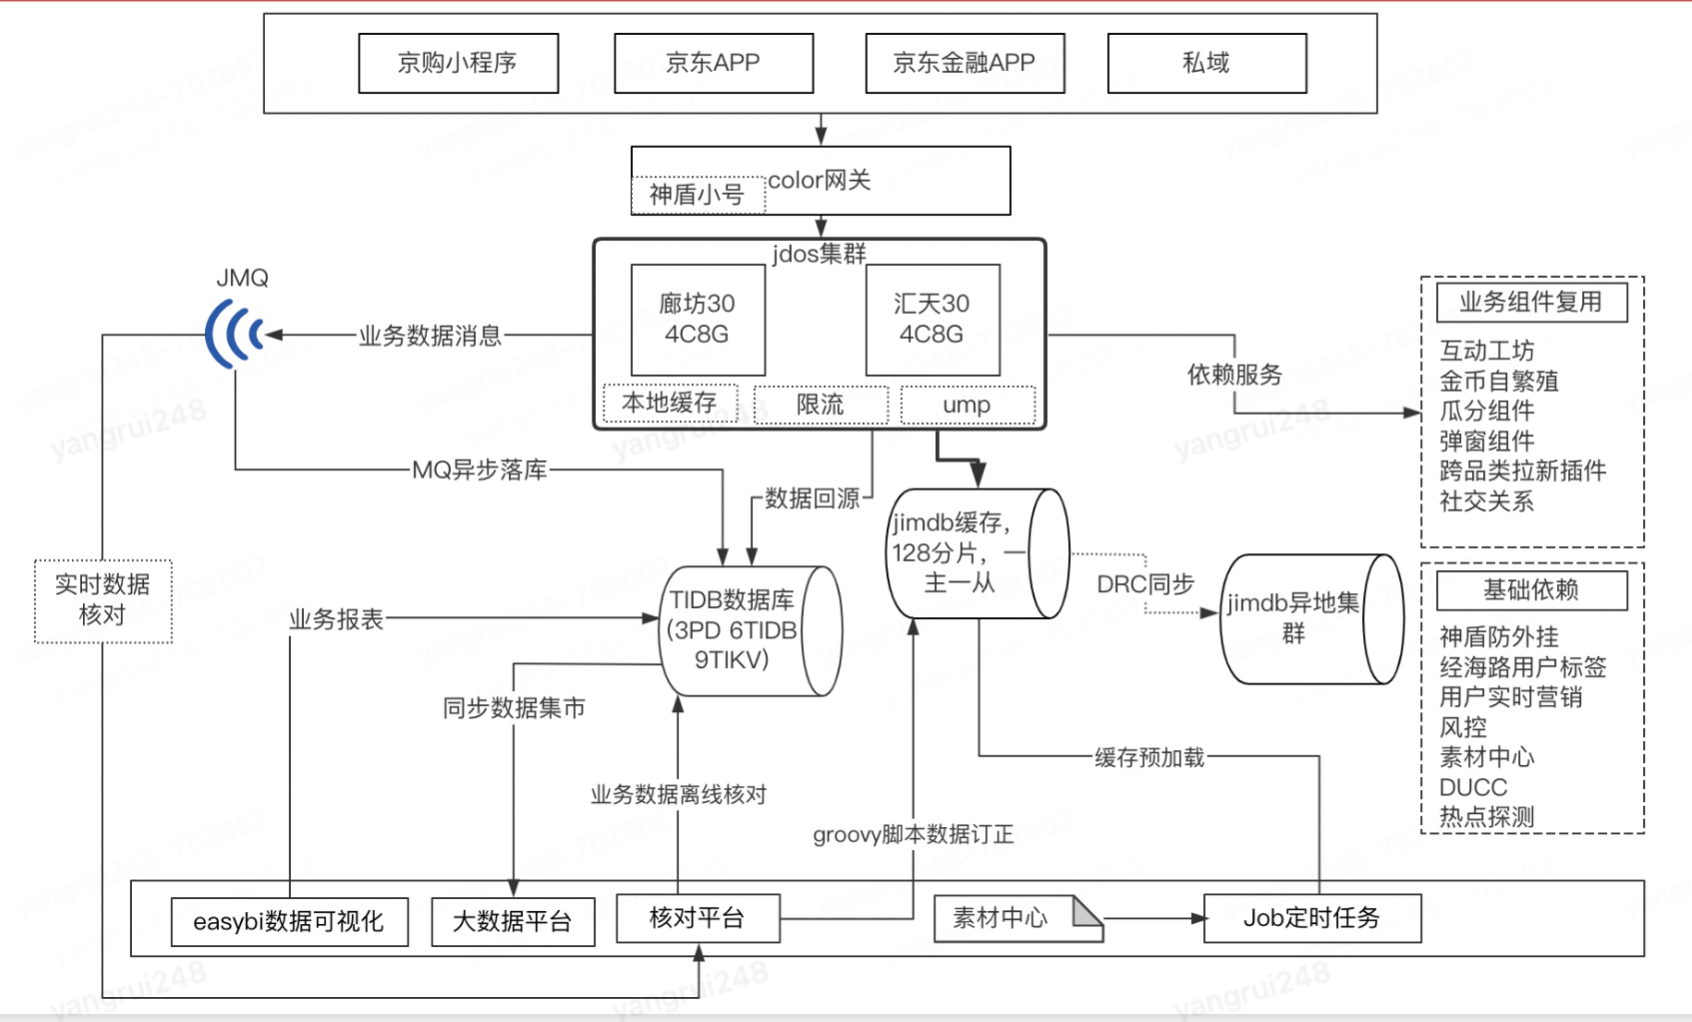 京购小程序
京东APP
京东金融APP
私域
color网关
神盾小号
jdos集群
廊坊30
4C8G
汇天30
4C8G
本地缓存
限流
ump
JMQ
业务数据消息
依赖服务
业务组件复用
互动工坊
金币自繁殖
瓜分组件
弹窗组件
跨品类拉新插件
社交关系
MQ异步落库
数据回源
jimdb缓存，
128分片，一
主一从
DRC同步
jimdb异地集
群
实时数据
核对
业务报表
TIDB数据库
(3PD 6TIDB
9TIKV)
基础依赖
神盾防外挂
经海路用户标签
用户实时营销
风控
素材中心
DUCC
热点探测
同步数据集市
缓存预加载
业务数据离线核对
groovy脚本数据订正
easybi数据可视化
大数据平台
核对平台
素材中心
Job定时任务
yangrui248
yangrui248
yangrui248
yangrui248
yangrui248
yangrui248